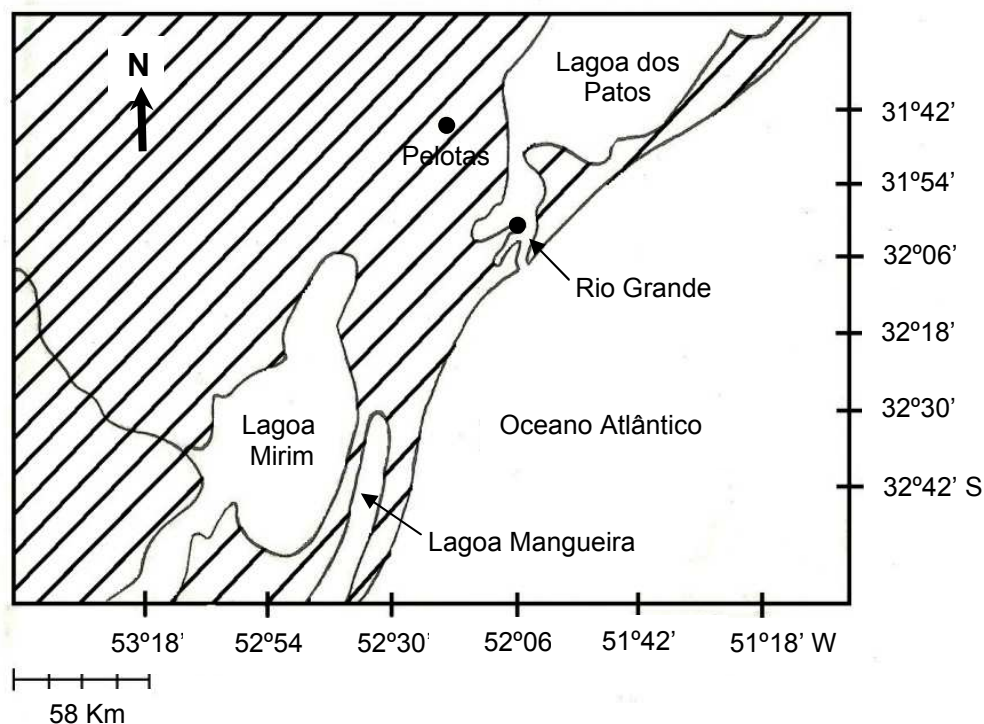 N
Lagoa dos
Patos
31º42’
Pelotas
31º54’
32º06’
Rio Grande
32º18’
32º30’
Lagoa
Mirim
Oceano Atlântico
32º42’ S
Lagoa Mangueira
53º18’ 52º54’ 52º30’ 52º06’ 51º42’ 51º18’ W
58 Km